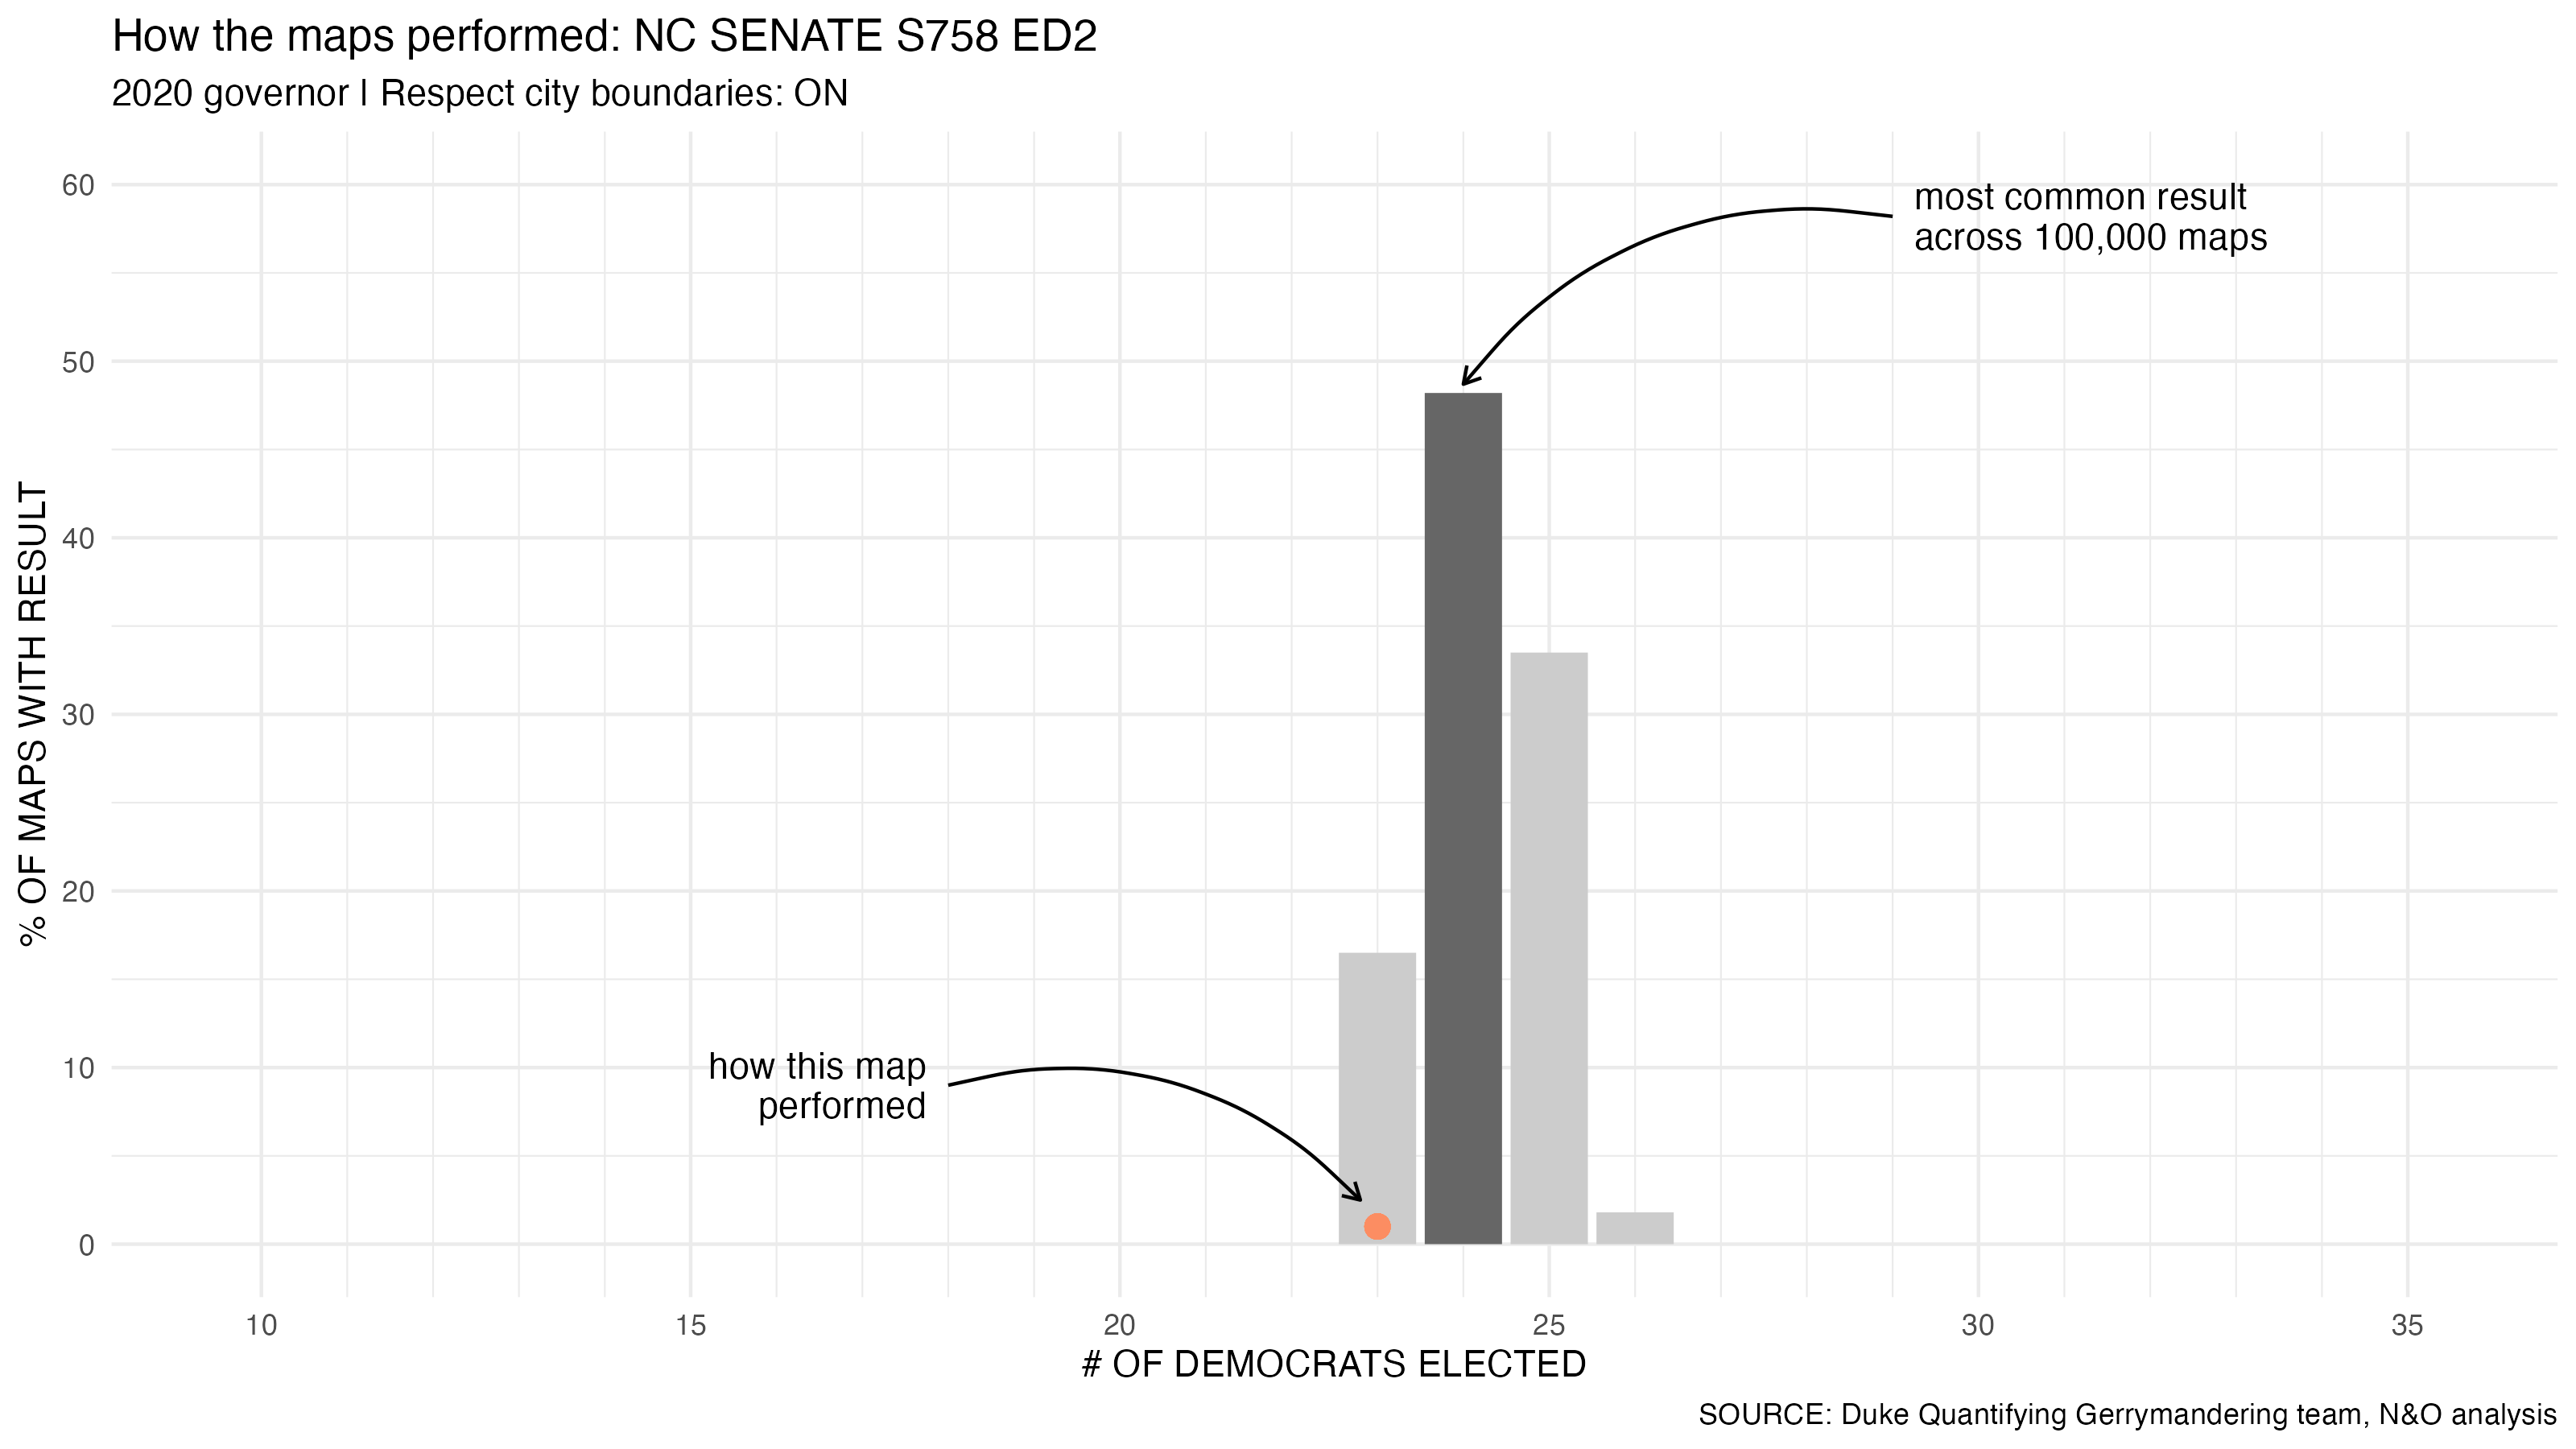 How the maps performed: NC SENATE S758 ED2
2020 governor | Respect city boundaries: ON
% OF MAPS WITH RESULT
60
50
40
30
20
10
0
most common result
across 100,000 maps
how this map
performed
10
15
20
25
30
35
# OF DEMOCRATS ELECTED
SOURCE: Duke Quantifying Gerrymandering team, N&O analysis